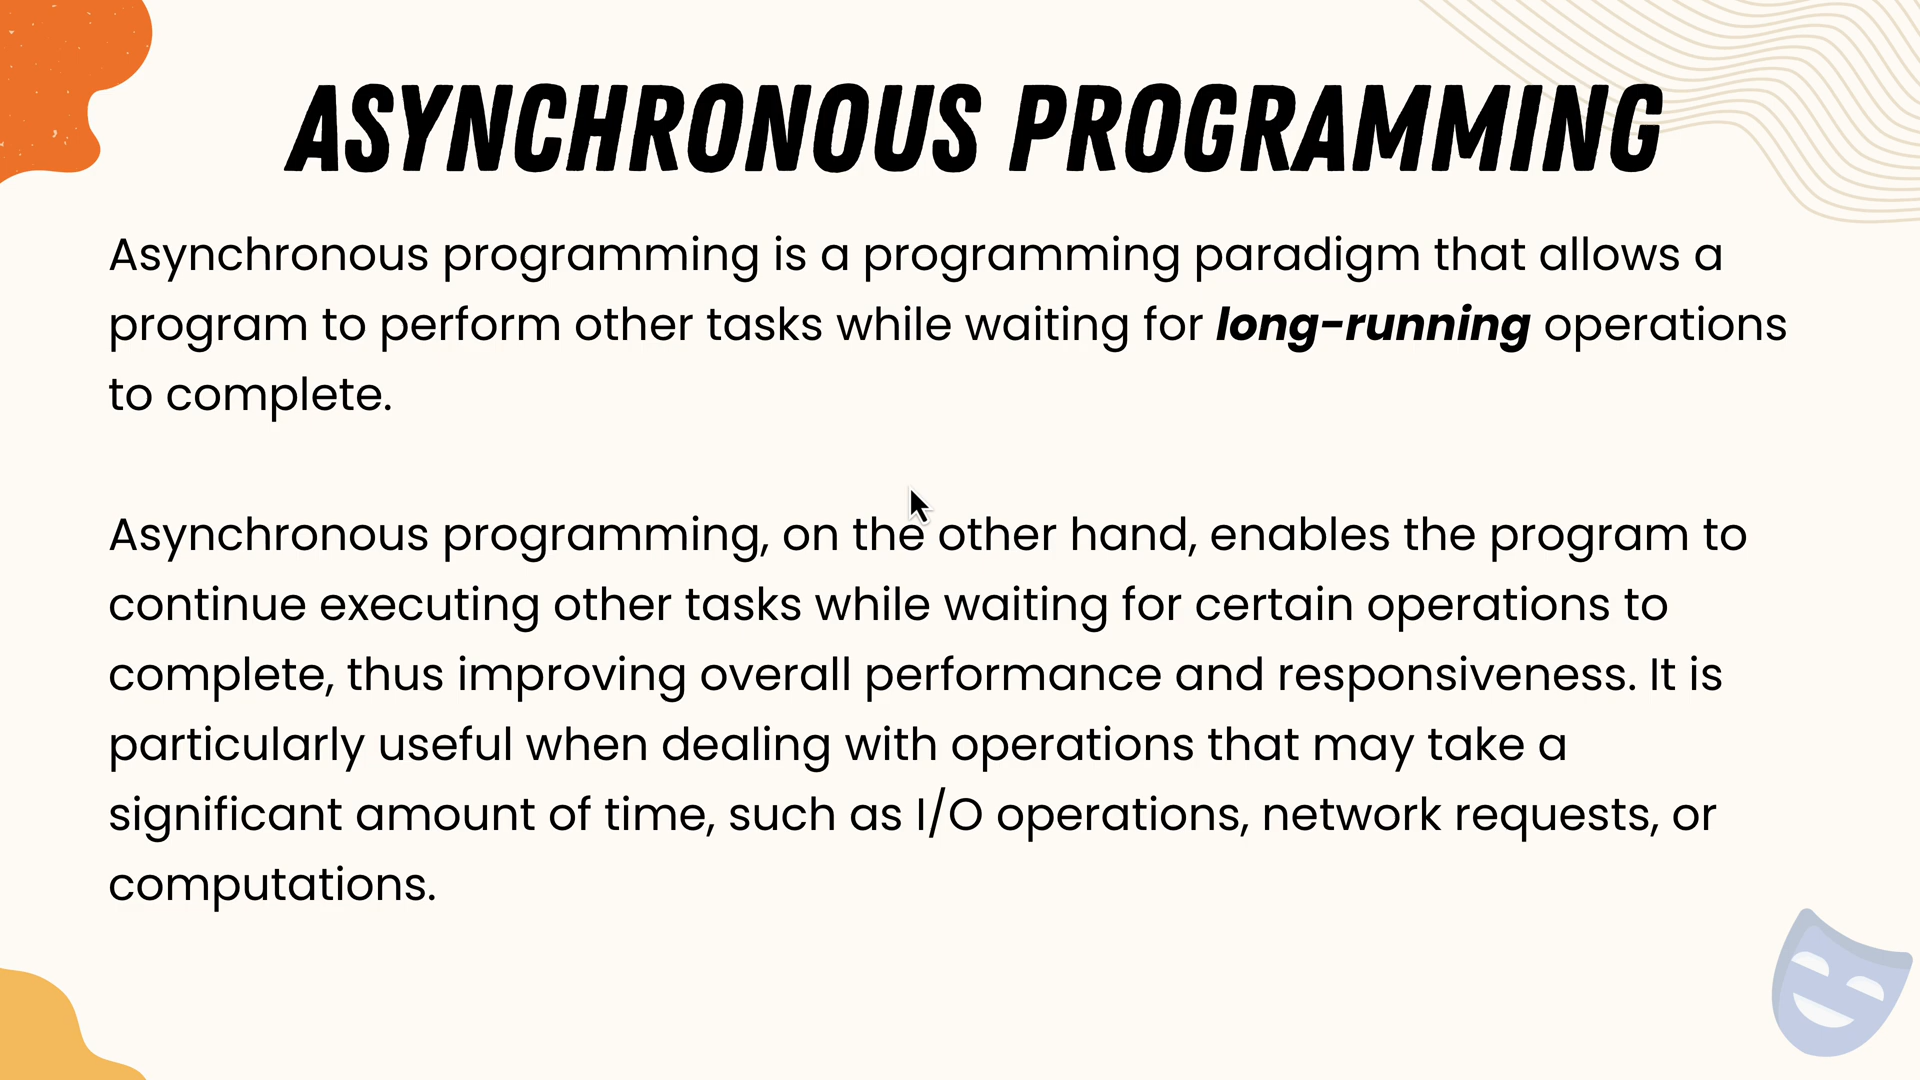 ASYNCHRONOUS PROGRAMMING
Asynchronous programming is a programming paradigm that allows a
program to perform other tasks while waiting for long-running operations
to complete.
Asynchronous programming, on the other hand, enables the program to
continue executing other tasks while waiting for certain operations to
complete, thus improving overall performance and responsiveness. It is
particularly useful when dealing with operations that may take a
significant amount of time, such as I/O operations, network requests, or
computations.